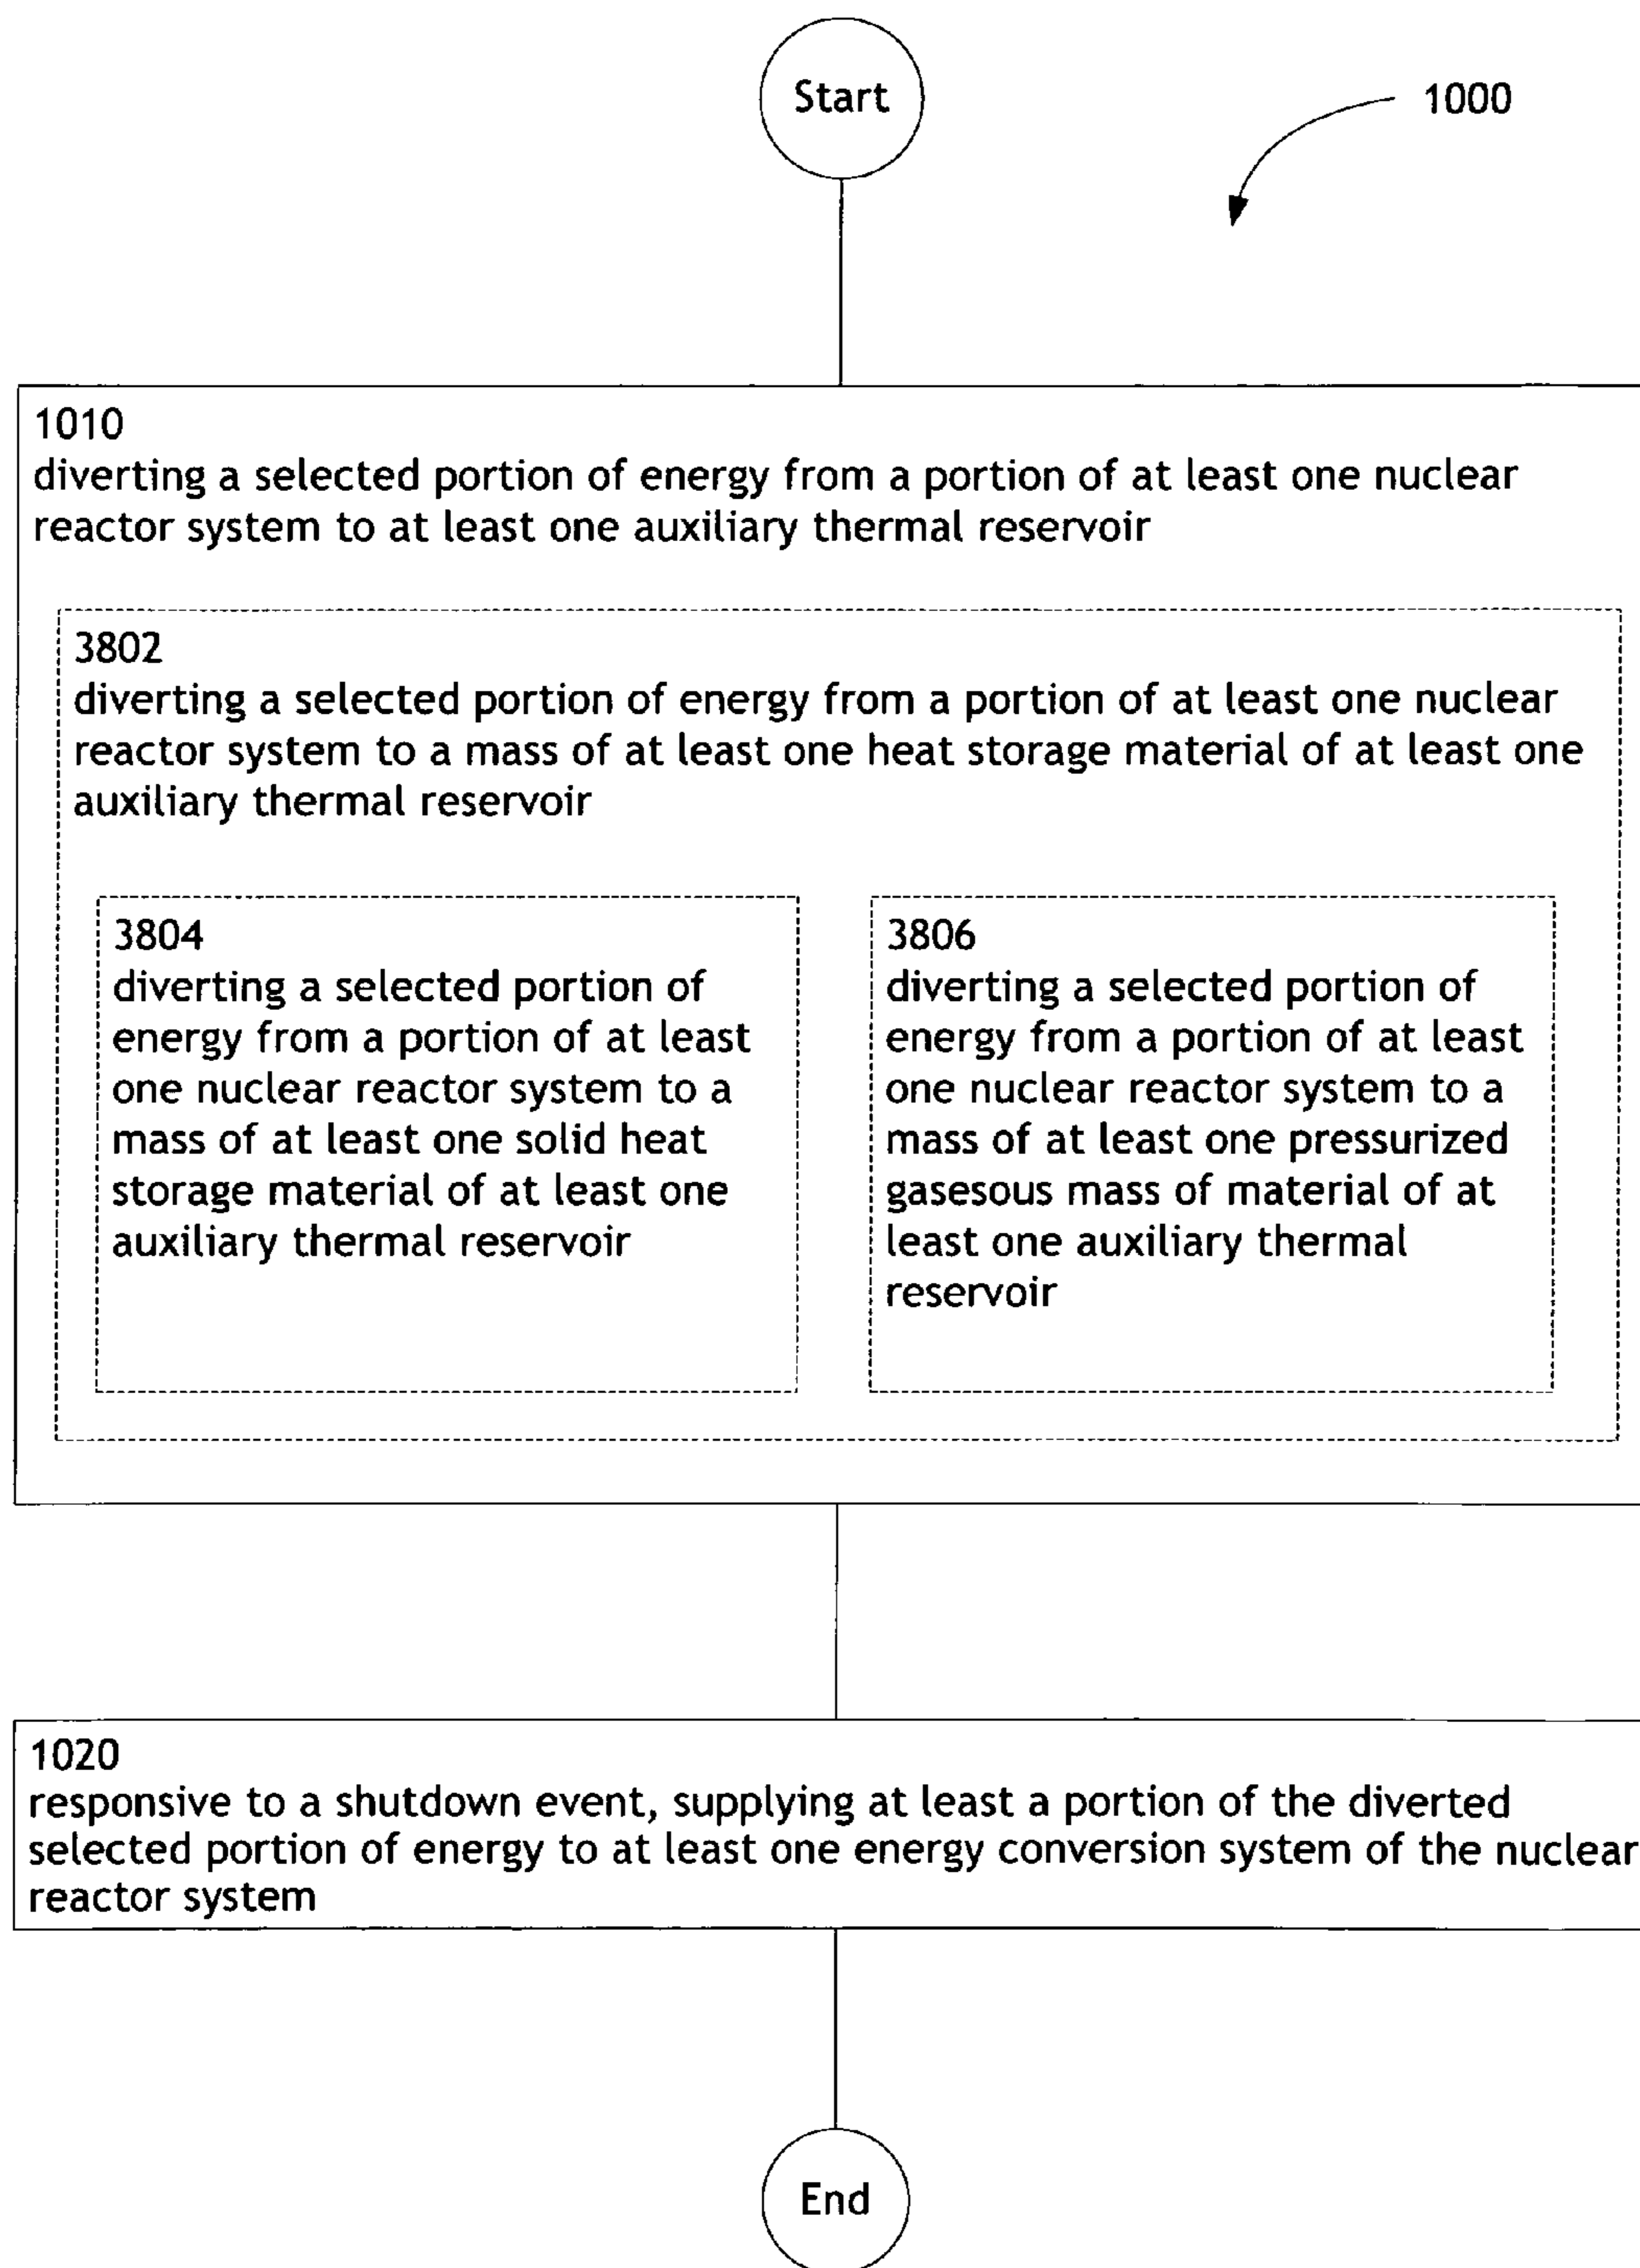 Start
1000
1010
diverting a selected portion of energy from a portion of at least one nuclear
reactor system to at least one auxiliary thermal reservoir
3802
diverting a selected portion of energy from a portion of at least one nuclear
reactor system to a mass of at least one heat storage material of at least one
auxiliary thermal reservoir
3804
diverting a selected portion of
energy from a portion of at least
one nuclear reactor system to a
mass of at least one solid heat
storage material of at least one
auxiliary thermal reservoir
3806
diverting a selected portion of
energy from a portion of at least
one nuclear reactor system to a
mass of at least one pressurized
gasesous mass of material of at
least one auxiliary thermal
reservoir
1020
responsive to a shutdown event, supplying at least a portion of the diverted
selected portion of energy to at least one energy conversion system of the nuclear
reactor system
End